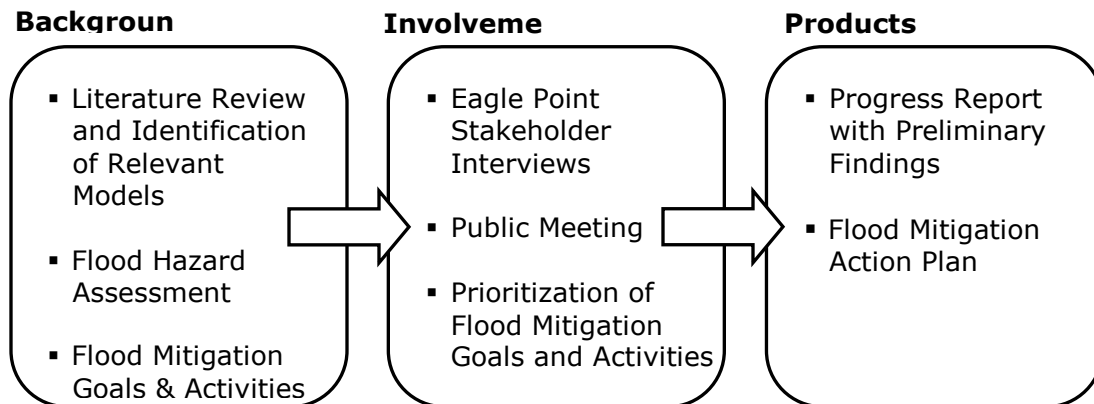 Backgroun
▪ Literature Review
and Identification
of Relevant
Models
▪ Flood Hazard
Assessment
▪ Flood Mitigation
Goals & Activities
Involveme
▪ Eagle Point
Stakeholder
Interviews
▪ Public Meeting
▪ Prioritization of
Flood Mitigation
Goals and Activities
Products
▪ Progress Report
with Preliminary
Findings
▪ Flood Mitigation
Action Plan